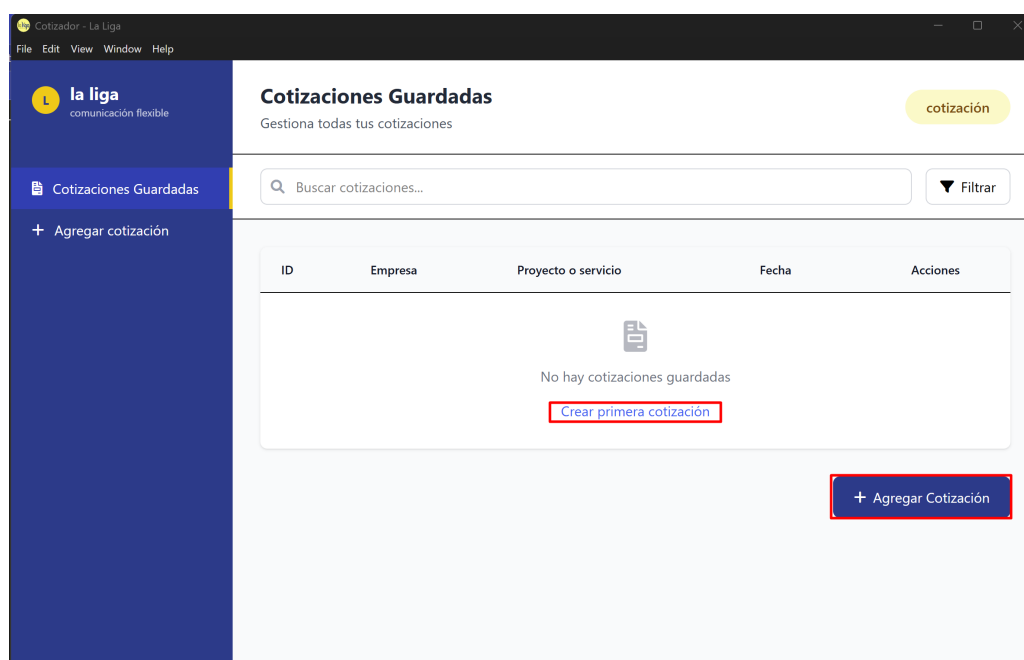 Cotizador - La Liga
File Edit View Window Help
L
la liga
comunicación flexible
Cotizaciones Guardadas
Agregar cotización
Cotizaciones Guardadas
Gestiona todas tus cotizaciones
cotización
Buscar cotizaciones...
Filtrar
ID Empresa Proyecto o servicio Fecha Acciones
No hay cotizaciones guardadas
Crear primera cotización
+ Agregar Cotización